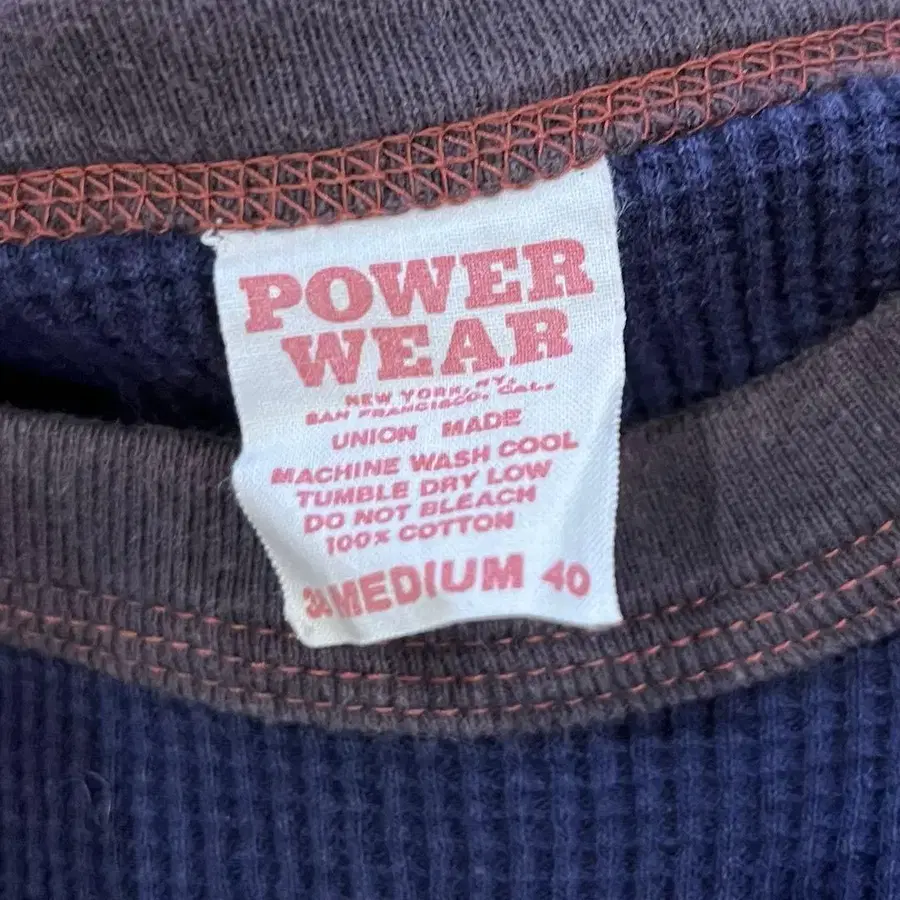 POWER
WEAR
NEW YORK, NY.
SAN FRANCISCO, CAL.
UNION MADE
MACHINE WASH COOL
TUMBLE DRY LOW
DO NOT BLEACH
100% COTTON
MEDIUM 40